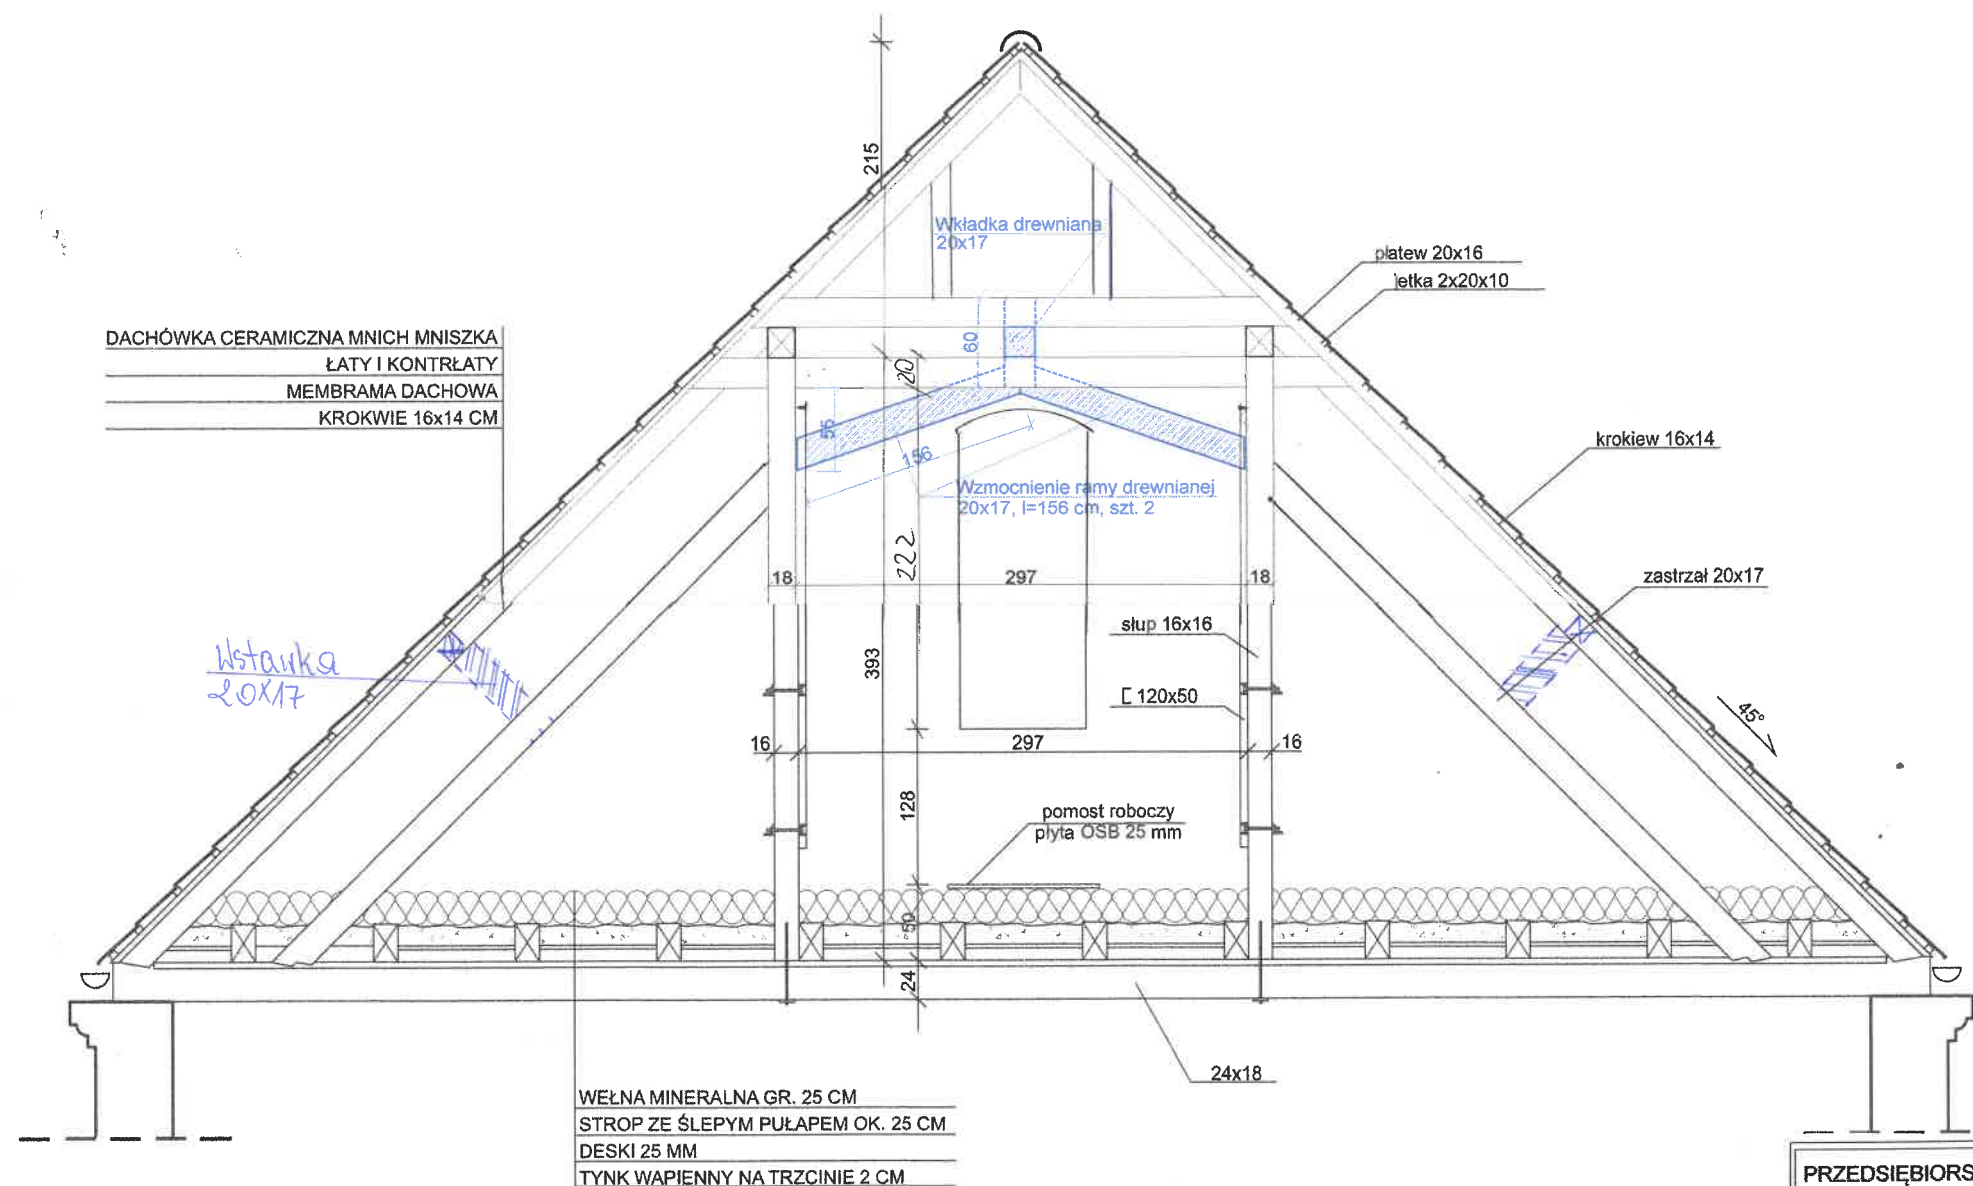 215
Wkładka drewniana
20x17
płatew 20x16
jętka 2x20x10
DACHÓWKA CERAMICZNA MNICH MNISZKA
ŁATY I KONTRŁATY
MEMBRAMA DACHOWA
KROKWIE 16x14 CM
60
20
56
156
krokiew 16x14
Wzmocnienie ramy drewnianej
20x17, l=156 cm, szt. 2
222
18
297
18
zastrzał 20x17
słup 16x16
Wstawka
20x17
393
[ 120x50
45°
16
297
16
128
pomost roboczy
płyta OSB 25 mm
50
24
24x18
WEŁNA MINERALNA GR. 25 CM
STROP ZE ŚLEPYM PUŁAPEM OK. 25 CM
DESKI 25 MM
TYNK WAPIENNY NA TRZCINIE 2 CM
PRZEDSIĘBIORS